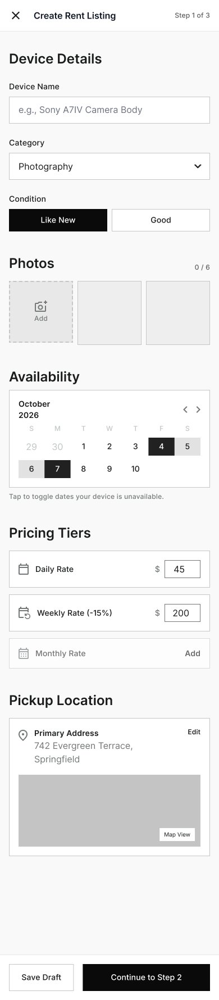 Create Rent Listing
Step 1 of 3
Device Details
Device Name
e.g., Sony A7IV Camera Body
Category
Photography
Condition
Like New
Good
Photos
0 / 6
Add
Availability
October
2026
S M T W T F S
29 30 1 2 3 4 5
6 7 8 9 10
Tap to toggle dates your device is unavailable.
Pricing Tiers
Daily Rate
$ 45
Weekly Rate (-15%)
$ 200
Monthly Rate
Add
Pickup Location
Primary Address
Edit
742 Evergreen Terrace,
Springfield
Map View
Save Draft
Continue to Step 2